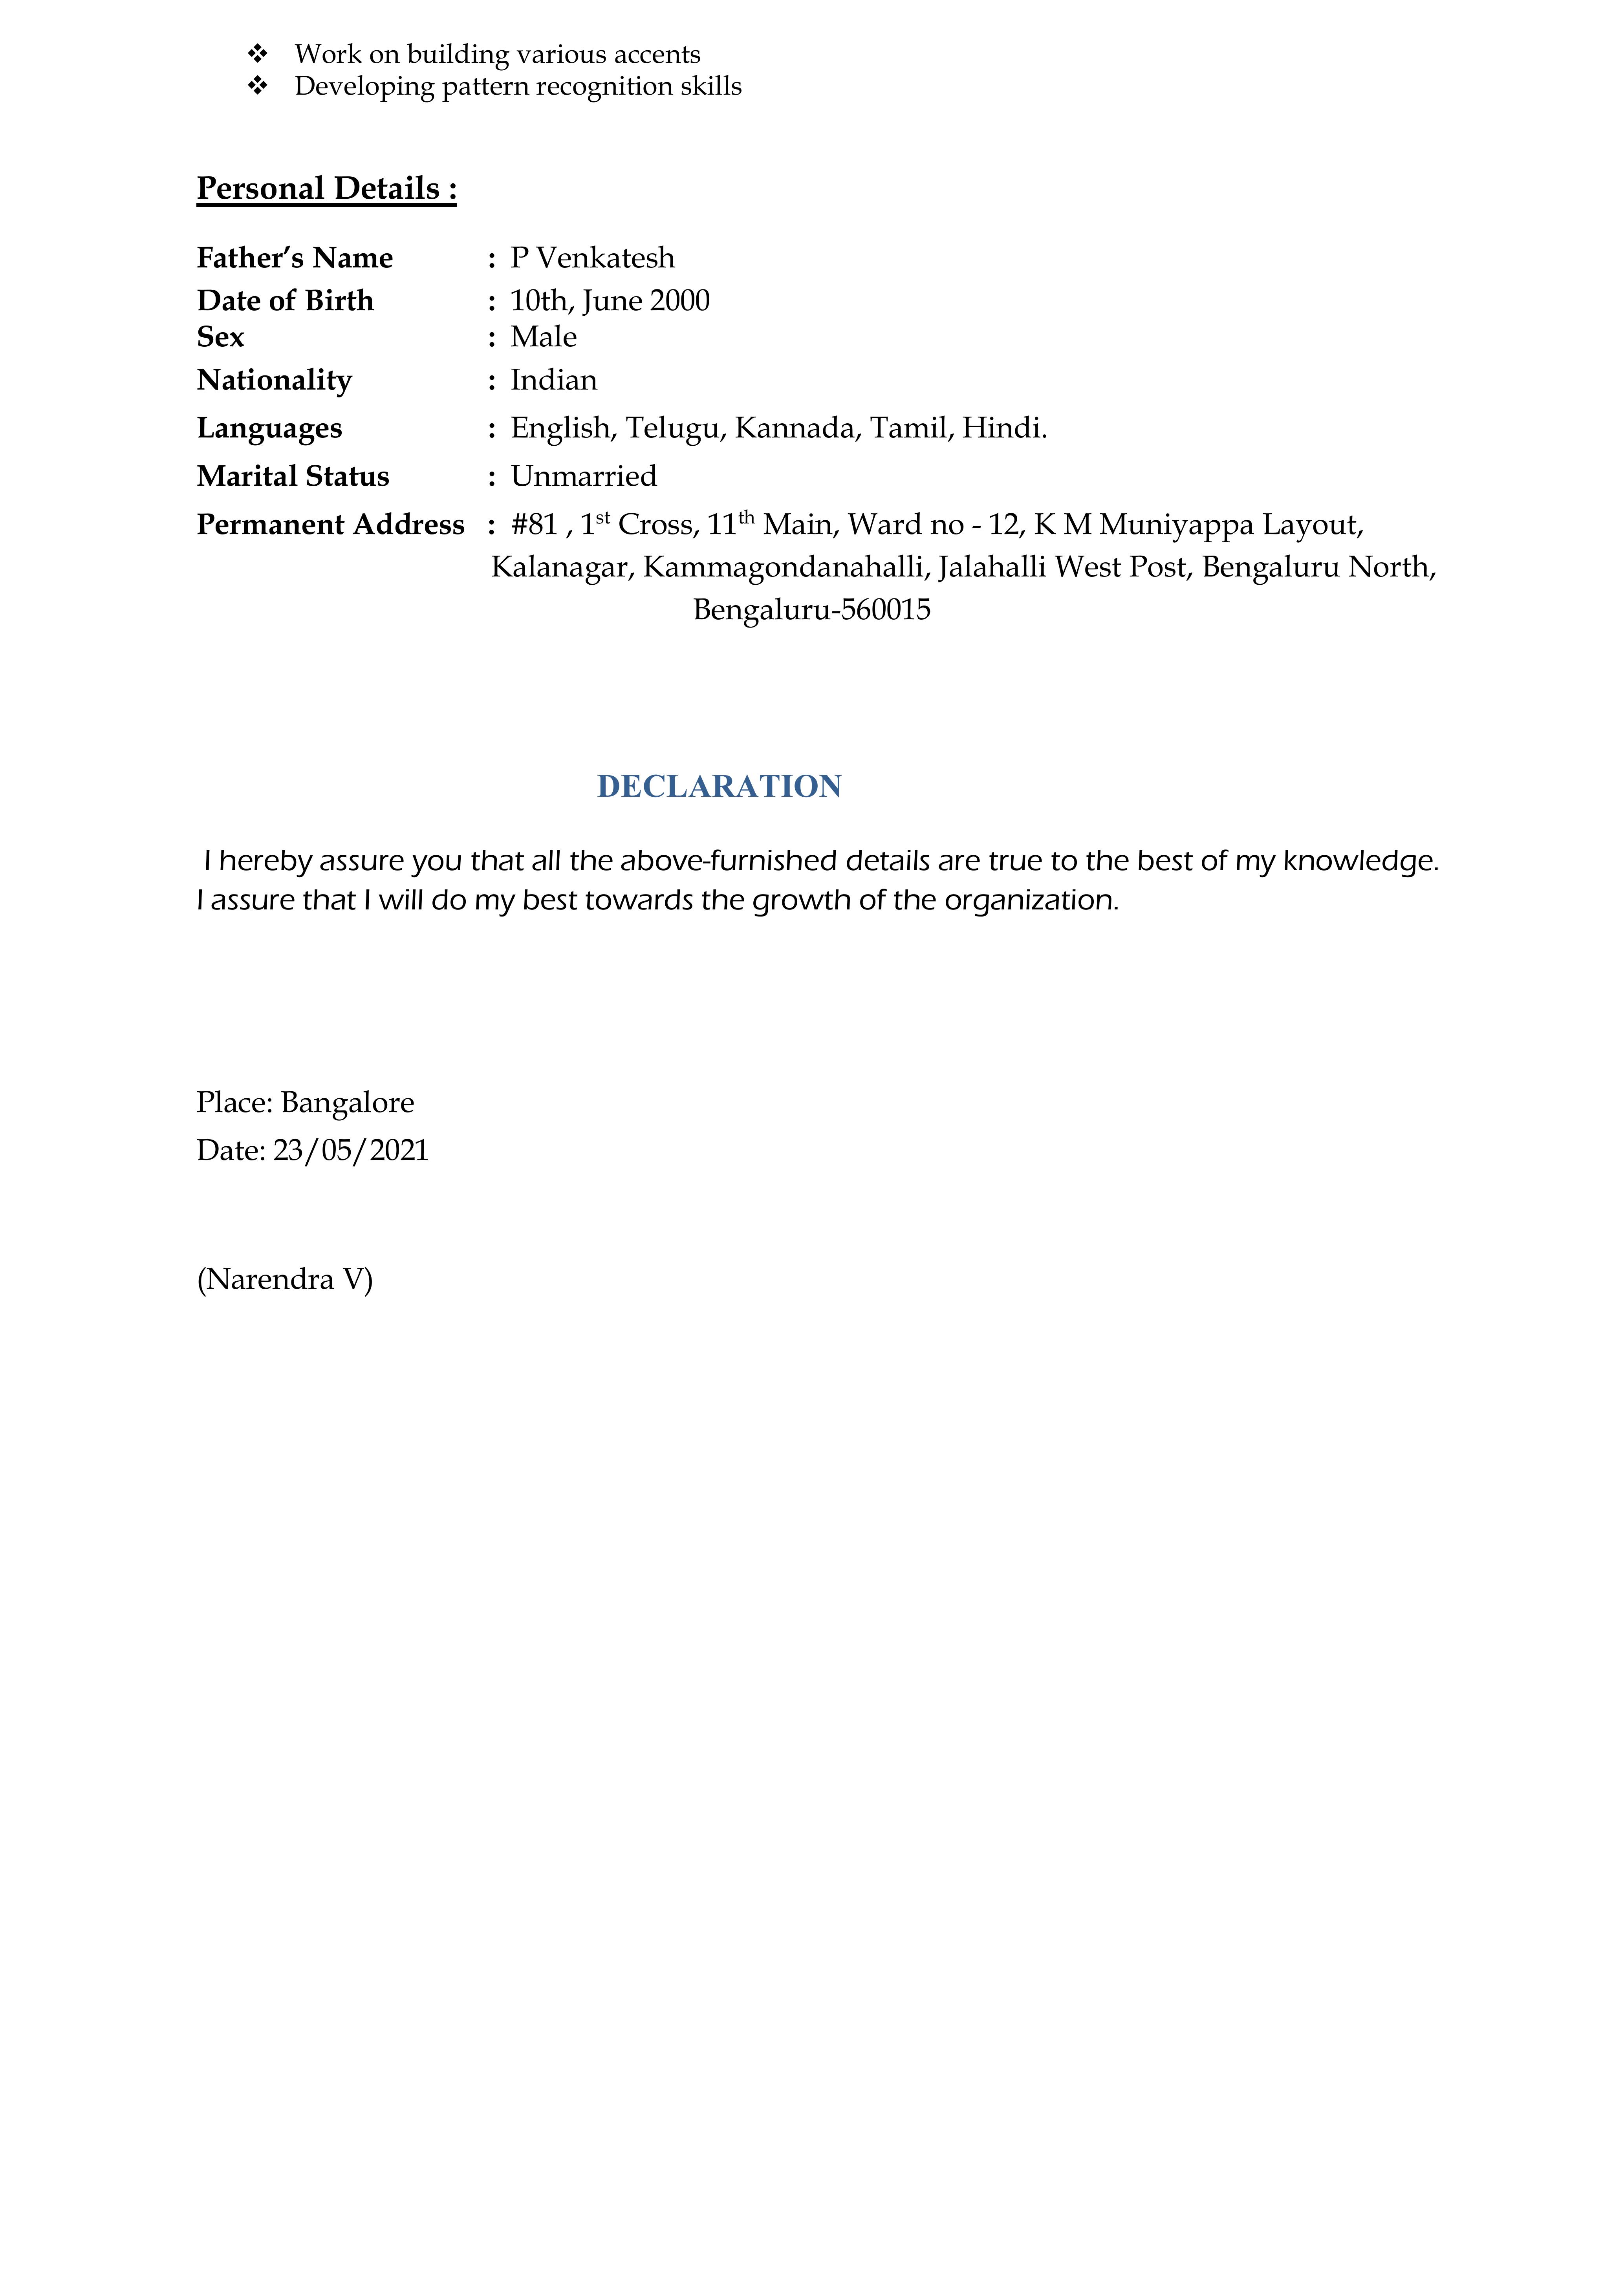 ❖ Work on building various accents
❖ Developing pattern recognition skills
Personal Details :
Father’s Name : P Venkatesh
Date of Birth : 10th, June 2000
Sex : Male
Nationality : Indian
Languages : English, Telugu, Kannada, Tamil, Hindi.
Marital Status : Unmarried
Permanent Address : #81 , 1st Cross, 11th Main, Ward no - 12, K M Muniyappa Layout,
Kalanagar, Kammagondanahalli, Jalahalli West Post, Bengaluru North,
Bengaluru-560015
DECLARATION
I hereby assure you that all the above-furnished details are true to the best of my knowledge.
I assure that I will do my best towards the growth of the organization.
Place: Bangalore
Date: 23/05/2021
(Narendra V)